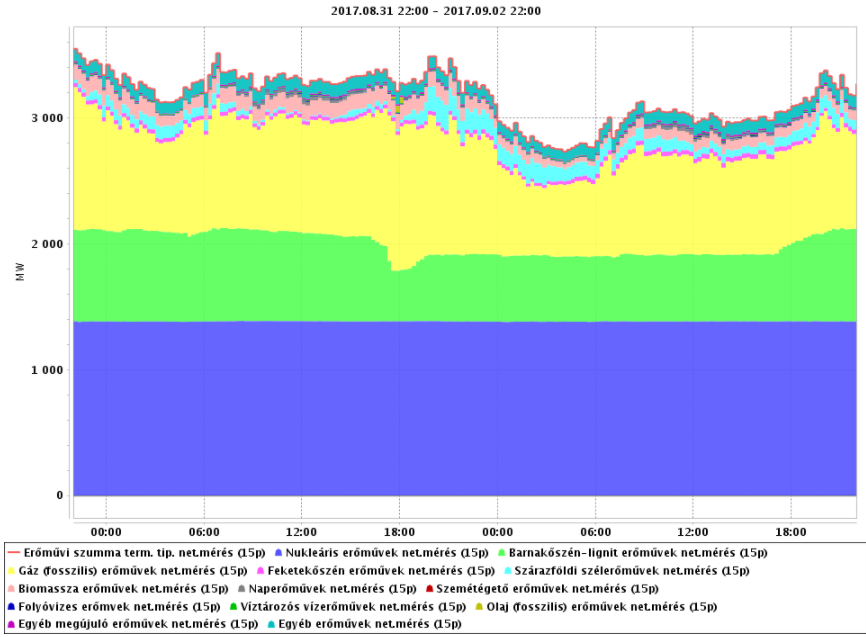 2017.08.31 22:00 - 2017.09.02 22:00
3 000
2 000
MW
1 000
0
00:00 06:00 12:00 18:00 00:00 06:00 12:00 18:00
Erőművi szumma term. tip. net.mérés (15p) Nukleáris erőművek net.mérés (15p) Barnakőszén-lignit erőművek net.mérés (15p)
Gáz (fosszilis) erőművek net.mérés (15p) Feketekőszén erőművek net.mérés (15p) Szárazföldi szélerőművek net.mérés (15p)
Biomassza erőművek net.mérés (15p) Naperőművek net.mérés (15p) Szemétégető erőművek net.mérés (15p)
Folyóvizes erőmvek net.mérés (15p) Víztározós vízerőművek net.mérés (15p) Olaj (fosszilis) erőművek net.mérés (15p)
Egyéb megújuló erőművek net.mérés (15p) Egyéb erőművek net.mérés (15p)